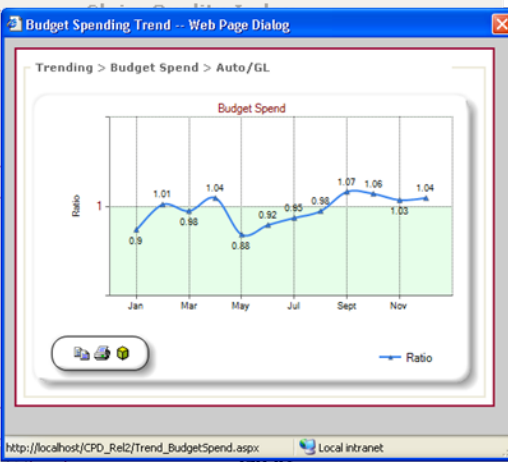 Budget Spending Trend -- Web Page Dialog
Trending > Budget Spend > Auto/GL
Budget Spend
Ratio
1
0.9
1.01
0.98
1.04
0.88
0.92
0.95
0.98
1.07
1.06
1.03
1.04
Jan Mar May Jul Sept Nov
Ratio
http://localhost/CPD_Rel2/Trend_BudgetSpend.aspx Local intranet